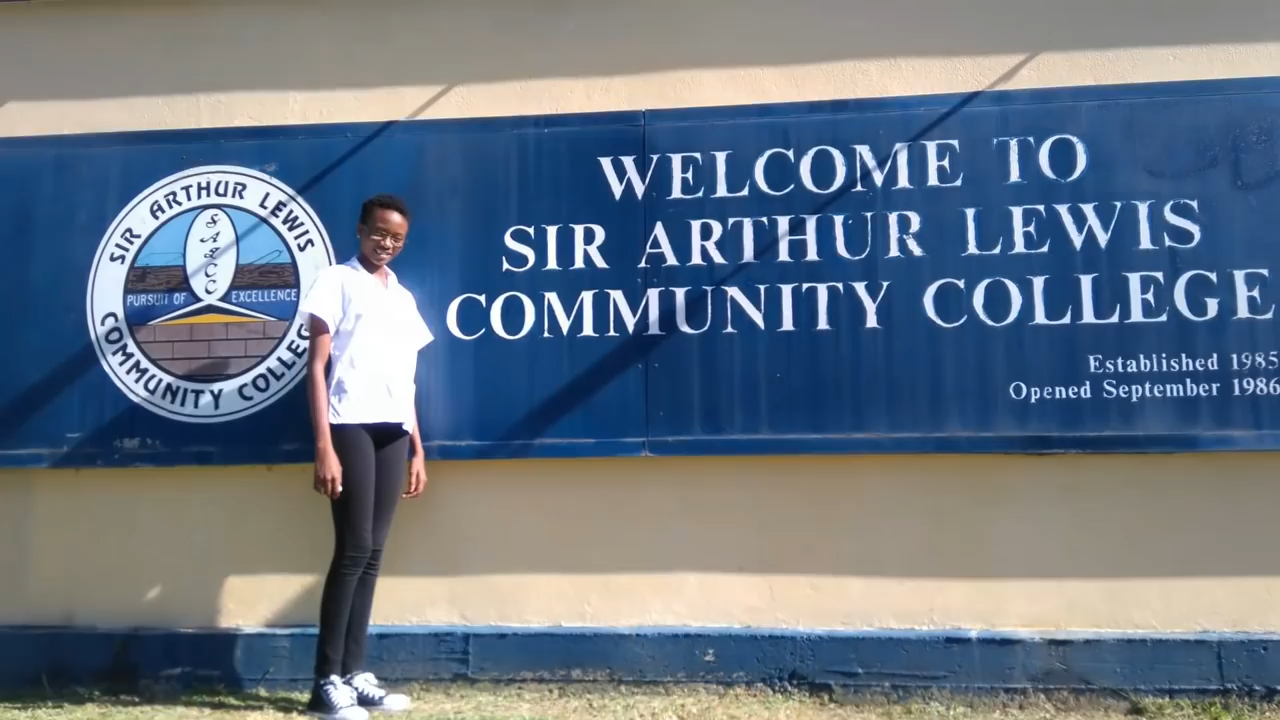 SIR ARTHUR LEWIS
SALCC
PURSUIT OF EXCELLENCE
COMMUNITY COLLEG
WELCOME TO
SIR ARTHUR LEWIS
COMMUNITY COLLEGE
Established 1985
Opened September 1986